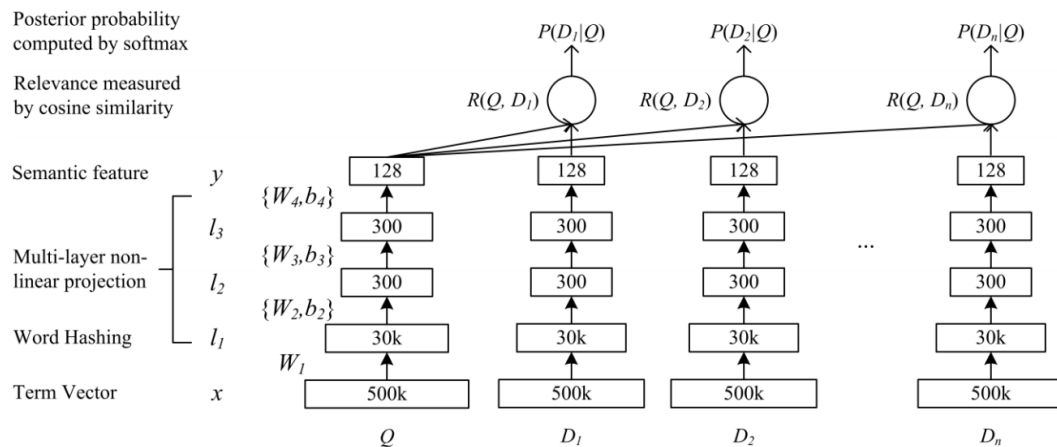 Posterior probability
computed by softmax
P(D₁|Q) P(D₂|Q) P(Dₙ|Q)
Relevance measured
by cosine similarity
R(Q, D₁) R(Q, D₂) R(Q, Dₙ)
Semantic feature y 128 128 128 128
{W₄,b₄}
l₃ 300 300 300 300
Multi-layer non-
linear projection
{W₃,b₃} ...
l₂ 300 300 300 300
{W₂,b₂}
Word Hashing l₁ 30k 30k 30k 30k
W₁
Term Vector x 500k 500k 500k 500k
Q D₁ D₂ Dₙ